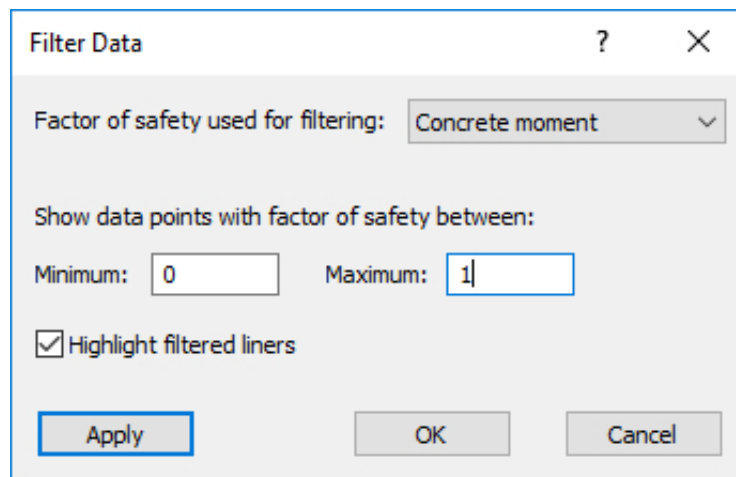 Filter Data ?
Factor of safety used for filtering: Concrete moment
Show data points with factor of safety between:
Minimum: 0 Maximum: 1
Highlight filtered liners
Apply OK Cancel